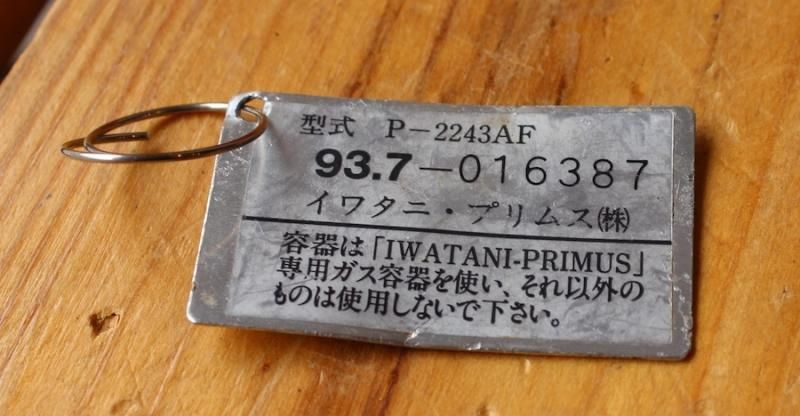 型式 P-2243AF
93.7-016387
イワタニ・プリムス㈱
容器は「IWATANI-PRIMUS」
専用ガス容器を使い、それ以外の
ものは使用しないで下さい。